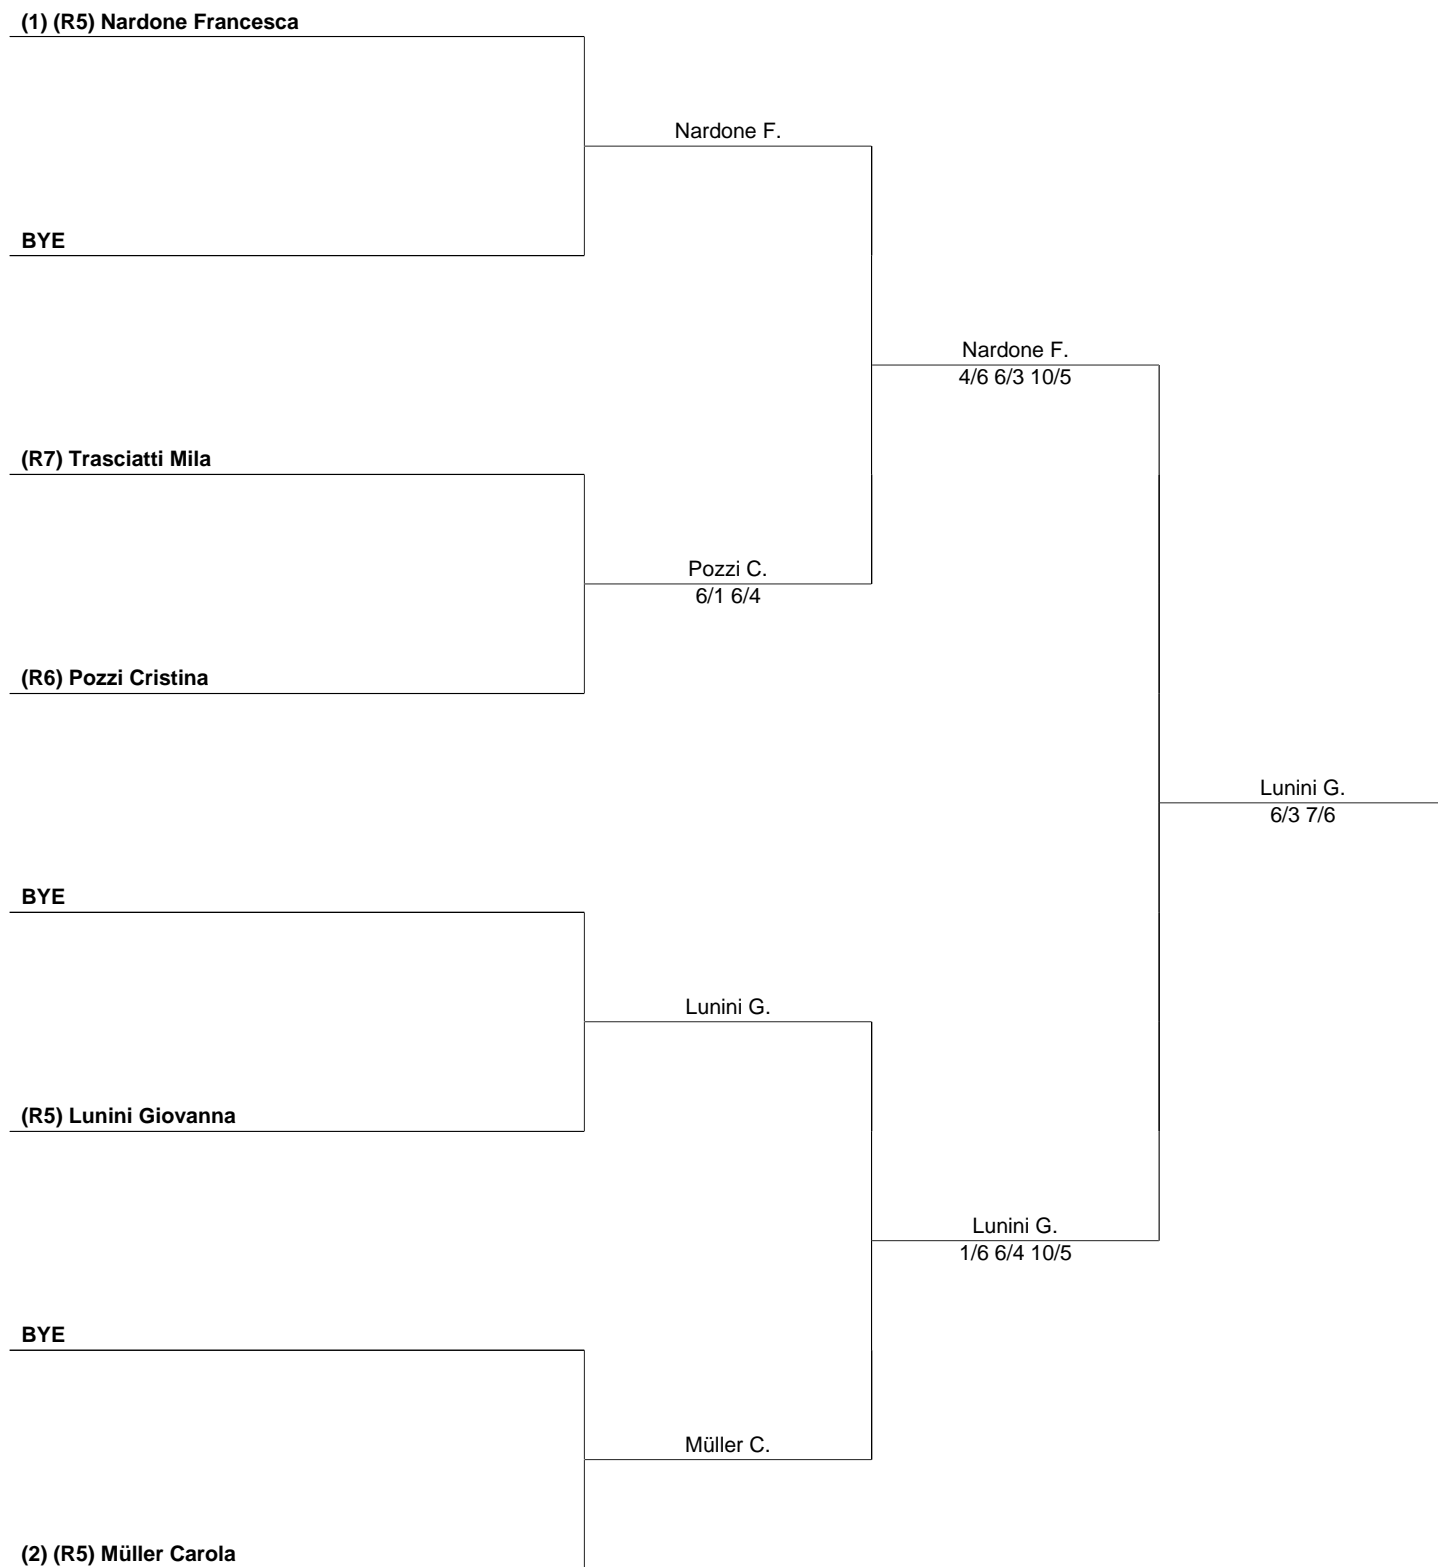 (1) (R5) Nardone Francesca
Nardone F.
BYE
Nardone F.
4/6 6/3 10/5
(R7) Trasciatti Mila
Pozzi C.
6/1 6/4
(R6) Pozzi Cristina
Lunini G.
6/3 7/6
BYE
Lunini G.
(R5) Lunini Giovanna
Lunini G.
1/6 6/4 10/5
BYE
Müller C.
(2) (R5) Müller Carola